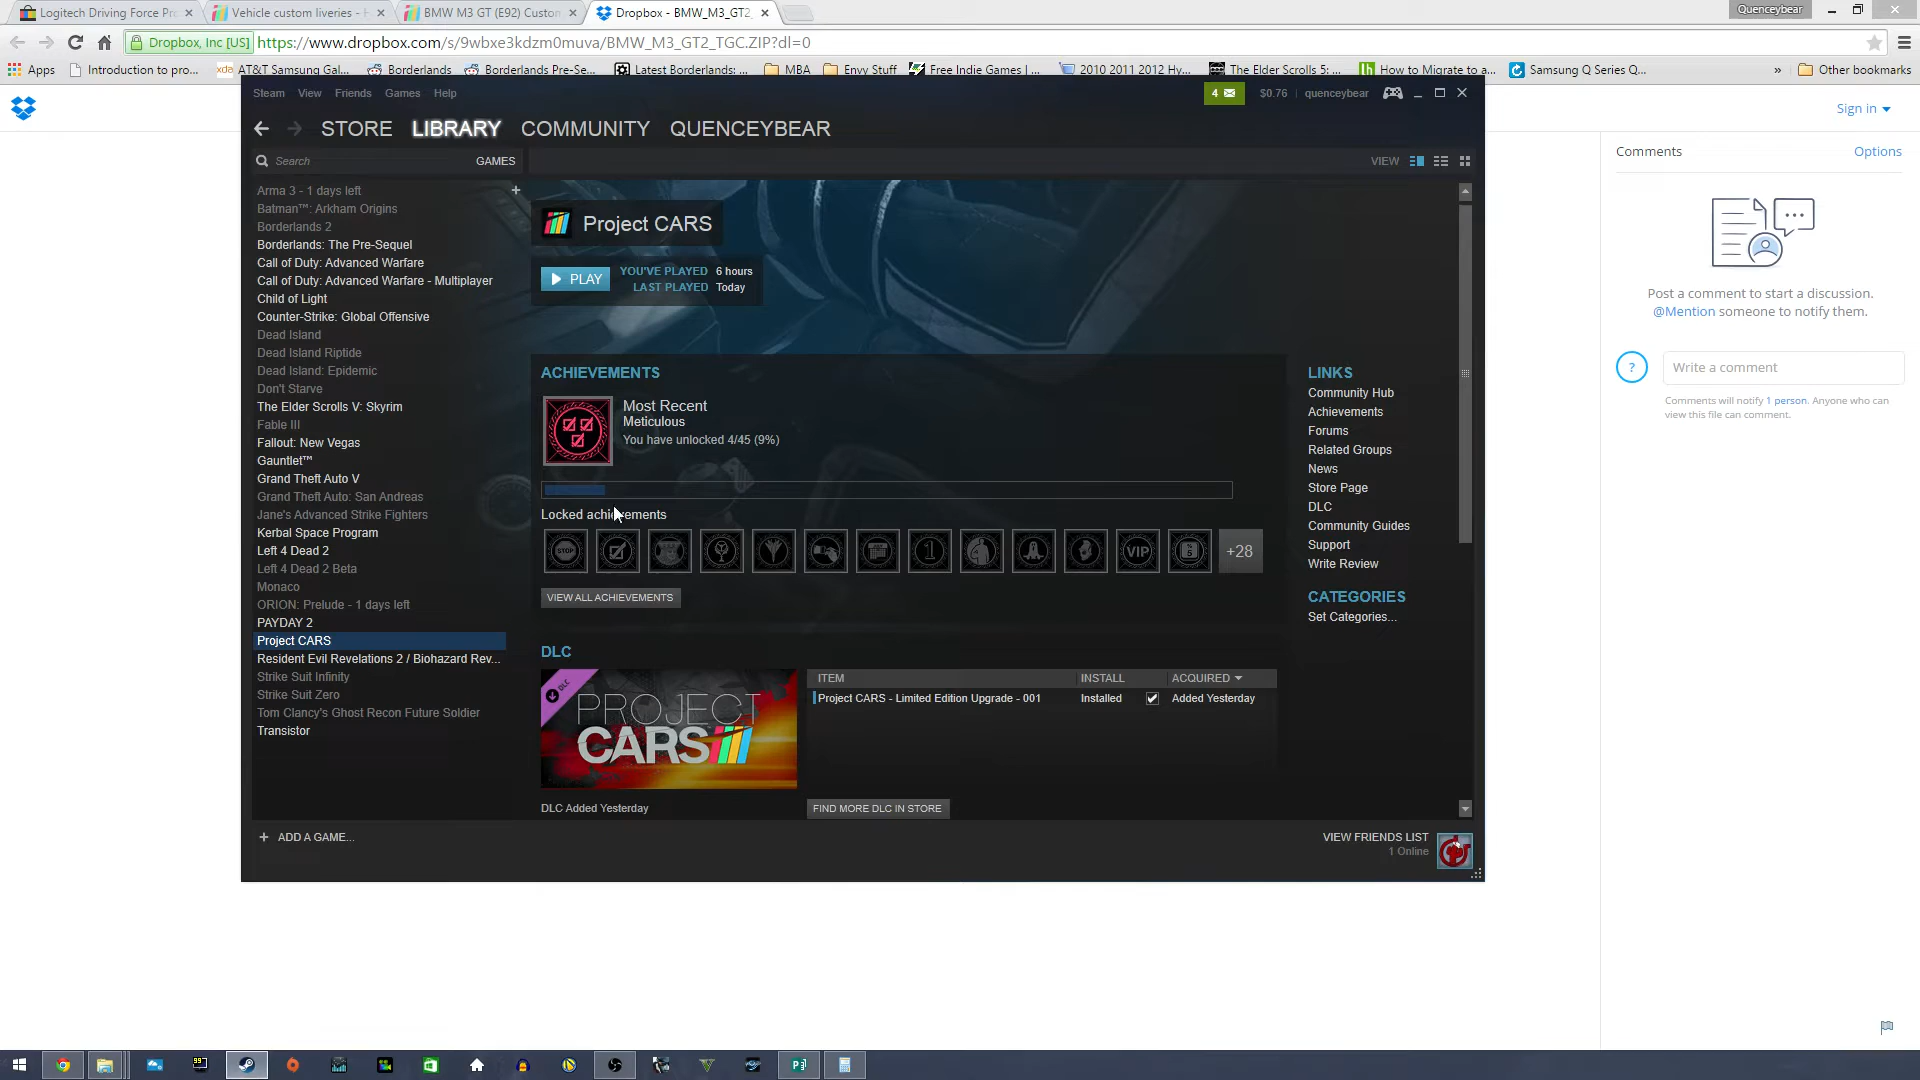 Logitech Driving Force Pro
Vehicle custom liveries -
BMW M3 GT (E92) Custom
Dropbox - BMW_M3_GT2_
Quenceybear
Dropbox, Inc [US]
https://www.dropbox.com/s/9wbxe3kdzm0muva/BMW_M3_GT2_TGC.ZIP?dl=0
Apps
Introduction to pro...
xda AT&T Samsung Gal...
Borderlands
Borderlands Pre-Se...
Latest Borderlands: ...
MBA
Envy Stuff
Free Indie Games | ...
2010 2011 2012 Hy...
The Elder Scrolls 5: ...
How to Migrate to a...
Samsung Q Series Q...
»
Other bookmarks
Steam View Friends Games Help
4
$0.76
quenceybear
STORE LIBRARY COMMUNITY QUENCEYBEAR
Search
GAMES
VIEW
Arma 3 - 1 days left
+
Batman™: Arkham Origins
Borderlands 2
Borderlands: The Pre-Sequel
Call of Duty: Advanced Warfare
Call of Duty: Advanced Warfare - Multiplayer
Child of Light
Counter-Strike: Global Offensive
Dead Island
Dead Island Riptide
Dead Island: Epidemic
Don't Starve
The Elder Scrolls V: Skyrim
Fable III
Fallout: New Vegas
Gauntlet™
Grand Theft Auto V
Grand Theft Auto: San Andreas
Jane's Advanced Strike Fighters
Kerbal Space Program
Left 4 Dead 2
Left 4 Dead 2 Beta
Monaco
ORION: Prelude - 1 days left
PAYDAY 2
Project CARS
Resident Evil Revelations 2 / Biohazard Rev...
Strike Suit Infinity
Strike Suit Zero
Tom Clancy's Ghost Recon Future Soldier
Transistor
+ ADD A GAME...
Project CARS
PLAY
YOU'VE PLAYED 6 hours
LAST PLAYED Today
ACHIEVEMENTS
Most Recent
Meticulous
You have unlocked 4/45 (9%)
Locked achievements
STOP
1
VIP
+28
VIEW ALL ACHIEVEMENTS
DLC
DLC
PROJECT
CARS
DLC Added Yesterday
ITEM INSTALL ACQUIRED
Project CARS - Limited Edition Upgrade - 001 Installed Added Yesterday
FIND MORE DLC IN STORE
LINKS
Community Hub
Achievements
Forums
Related Groups
News
Store Page
DLC
Community Guides
Support
Write Review
CATEGORIES
Set Categories...
VIEW FRIENDS LIST
1 Online
Sign in
Comments
Options
Post a comment to start a discussion.
@Mention someone to notify them.
?
Write a comment
Comments will notify 1 person. Anyone who can
view this file can comment.